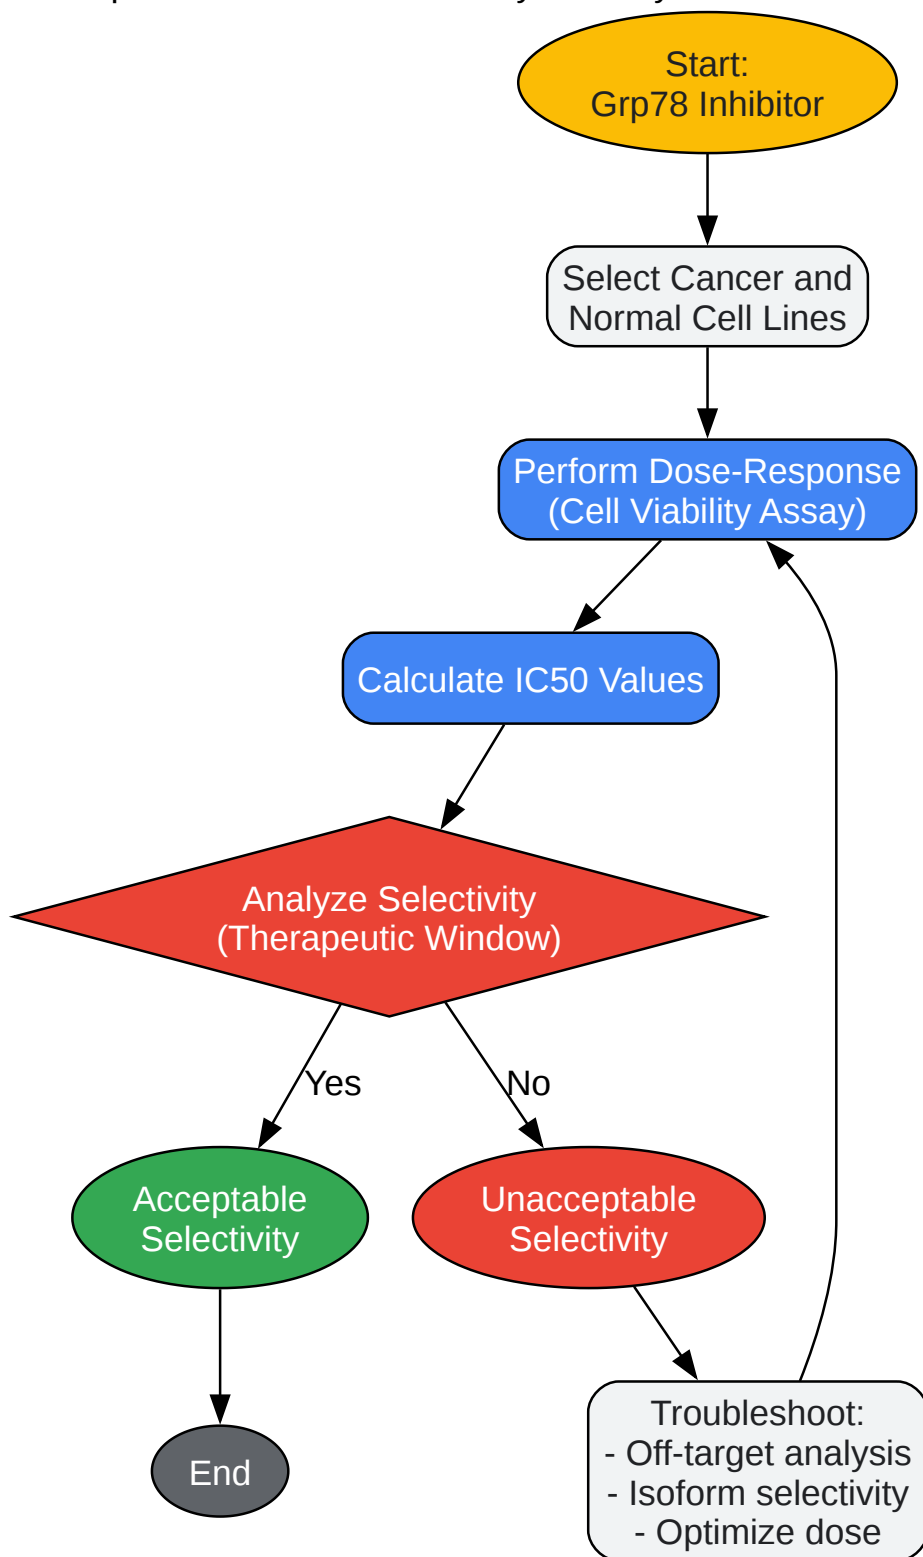 Start:
Grp78 Inhibitor
Select Cancer and
Normal Cell Lines
Perform Dose-Response
(Cell Viability Assay)
Calculate IC50 Values
Analyze Selectivity
(Therapeutic Window)
Yes
No
Acceptable
Selectivity
Unacceptable
Selectivity
End
Troubleshoot:
- Off-target analysis
- Isoform selectivity
- Optimize dose